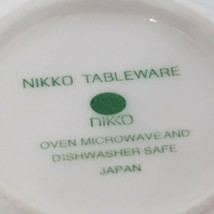 NIKKO TABLEWARE
nikko
OVEN MICROWAVE AND
DISHWASHER SAFE
JAPAN